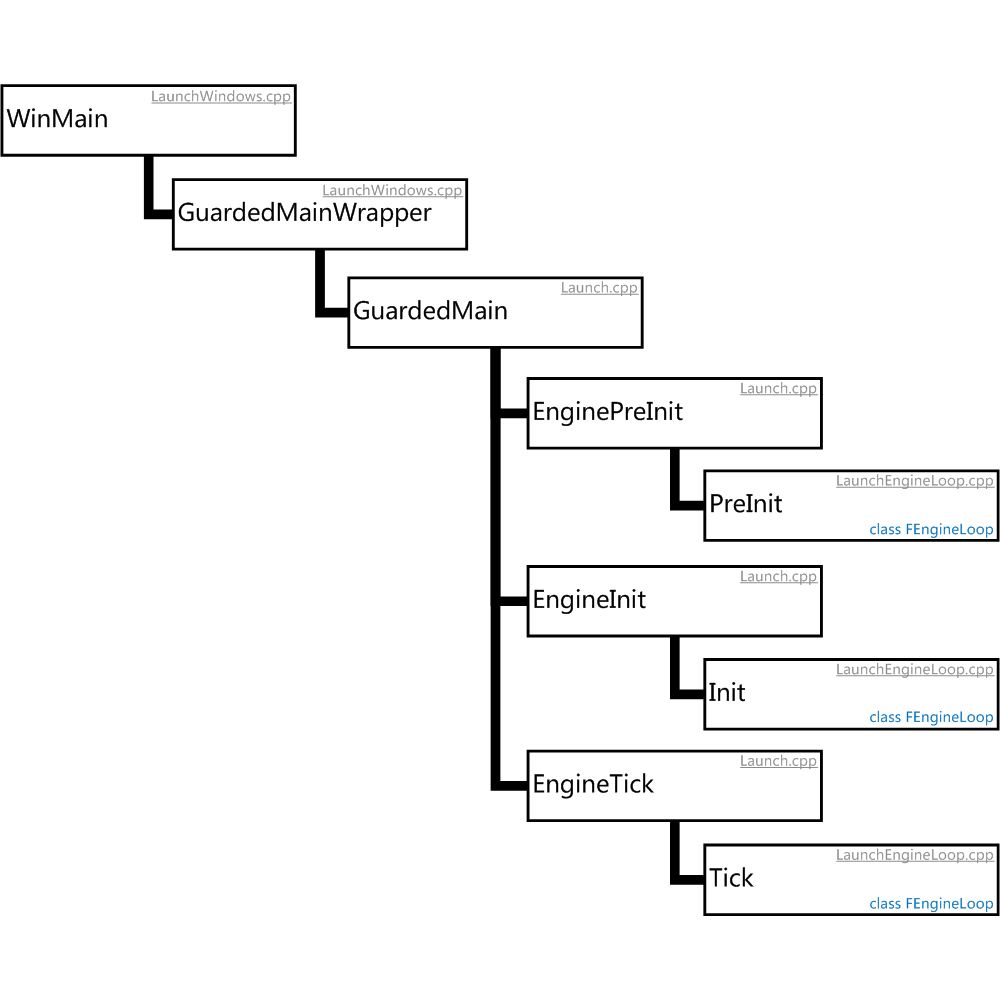 LaunchWindows.cpp
WinMain
LaunchWindows.cpp
GuardedMainWrapper
Launch.cpp
GuardedMain
Launch.cpp
EnginePreInit
LaunchEngineLoop.cpp
PreInit
class FEngineLoop
Launch.cpp
EngineInit
LaunchEngineLoop.cpp
Init
class FEngineLoop
Launch.cpp
EngineTick
LaunchEngineLoop.cpp
Tick
class FEngineLoop